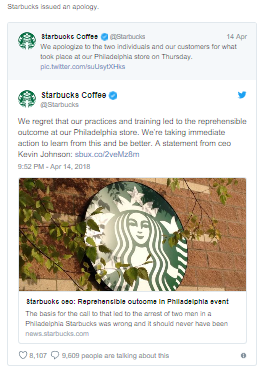 Starbucks issued an apology.
Starbucks Coffee @Starbucks 14 Apr
We apologize to the two individuals and our customers for what
took place at our Philadelphia store on Thursday.
pic.twitter.com/suUsytXHks
Starbucks Coffee
@Starbucks
We regret that our practices and training led to the reprehensible
outcome at our Philadelphia store. We're taking immediate
action to learn from this and be better. A statement from ceo
Kevin Johnson: sbux.co/2veMz8m
9:52 PM - Apr 14, 2018
Starbucks ceo: Reprehensible outcome in Philadelphia event
The basis for the call to that led to the arrest of two men in a
Philadelphia Starbucks was wrong and it should never have been
news.starbucks.com
8,107 9,609 people are talking about this